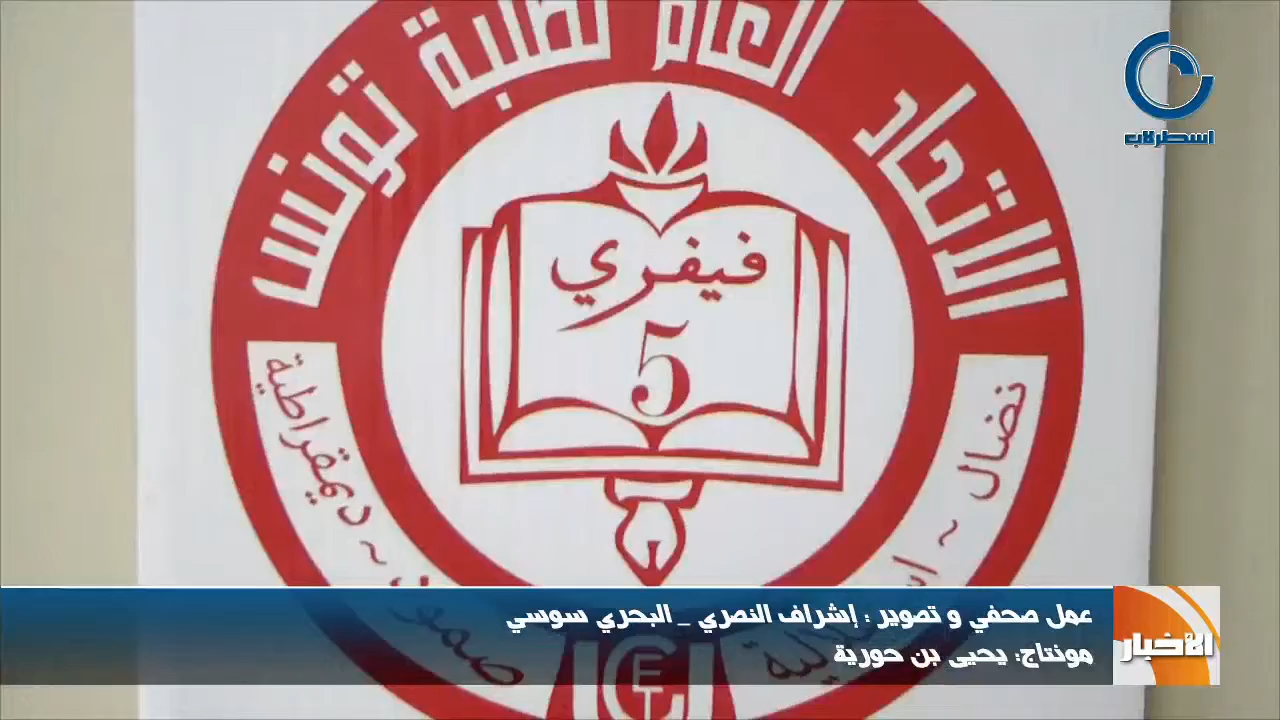 الاتحاد العام لطلبة تونس
اسطرلاب
فيفري
5
نضال ~
~ ديمقراطية
عمل صحفي و تصوير : إشراف النصري _ البحري سوسي
مونتاج: يحيى بن حورية
الأخبار